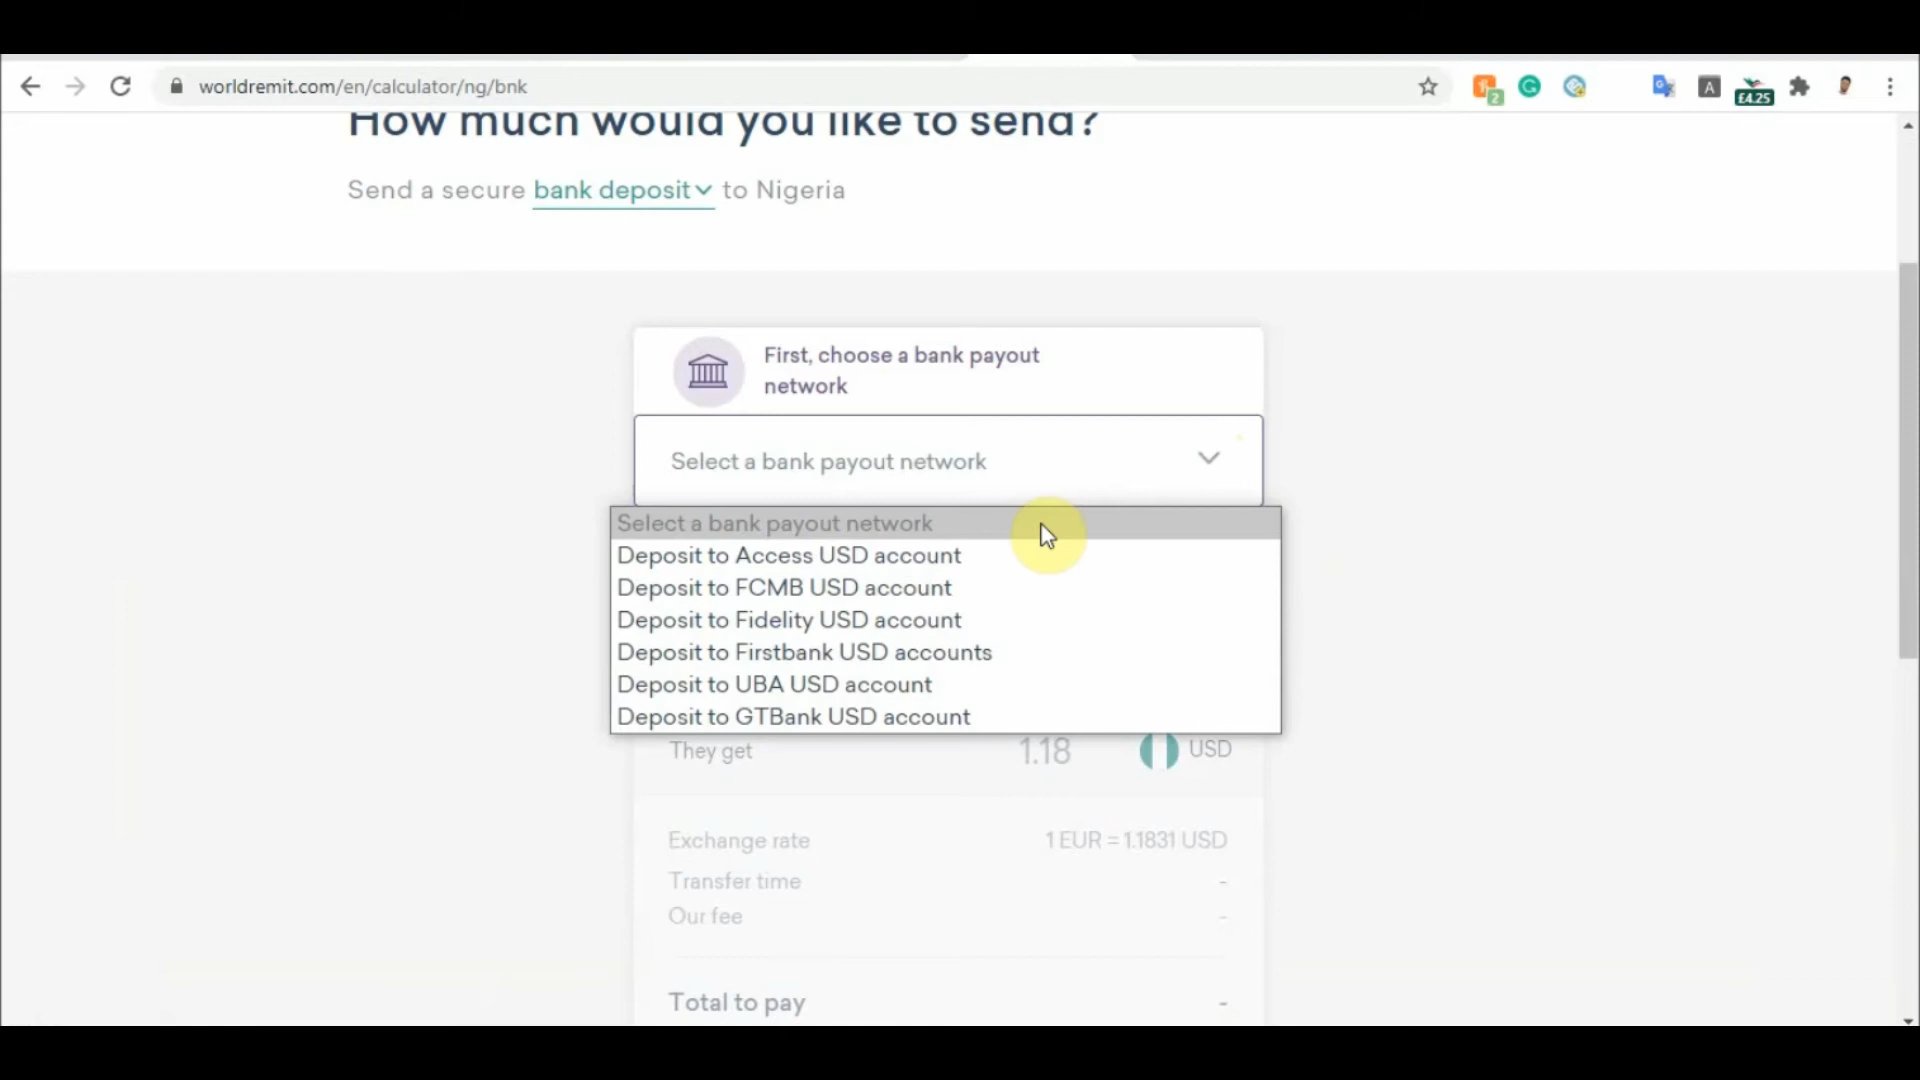 worldremit.com/en/calculator/ng/bnk
2
A
£4.25
How much would you like to send?
Send a secure bank deposit to Nigeria
First, choose a bank payout
network
Select a bank payout network
Select a bank payout network
Deposit to Access USD account
Deposit to FCMB USD account
Deposit to Fidelity USD account
Deposit to Firstbank USD accounts
Deposit to UBA USD account
Deposit to GTBank USD account
They get 1.18 USD
Exchange rate 1 EUR = 1.1831 USD
Transfer time -
Our fee -
Total to pay -